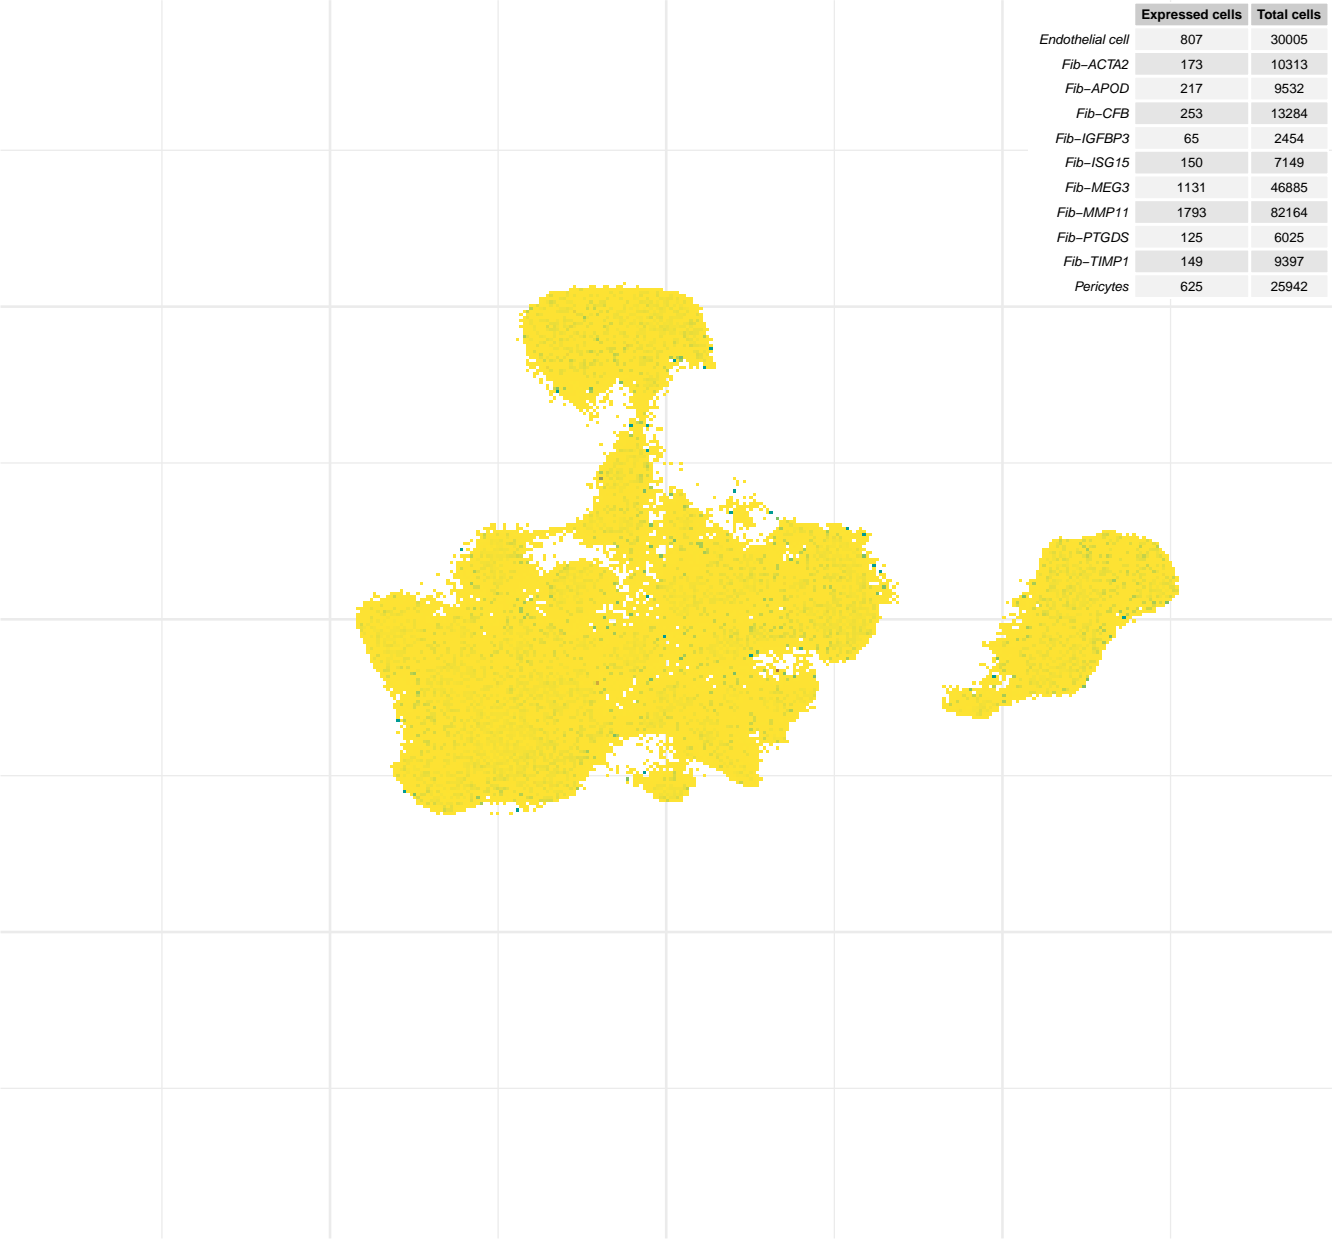 Expressed cells Total cells
Endothelial cell 807 30005
Fib−ACTA2 173 10313
Fib−APOD 217 9532
Fib−CFB 253 13284
Fib−IGFBP3 65 2454
Fib−ISG15 150 7149
Fib−MEG3 1131 46885
Fib−MMP11 1793 82164
Fib−PTGDS 125 6025
Fib−TIMP1 149 9397
Pericytes 625 25942